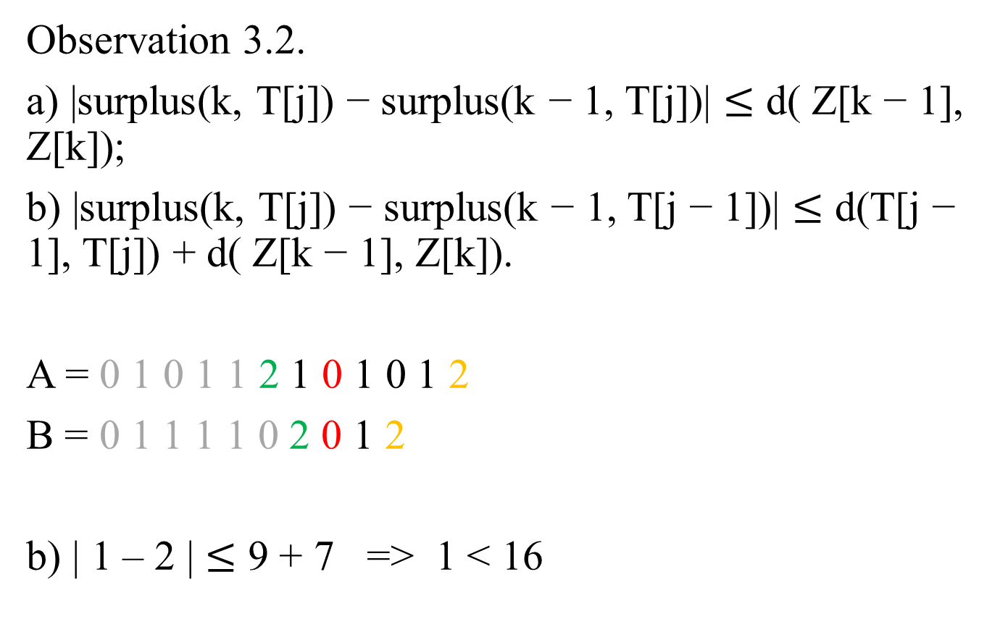 Observation 3.2.
a) |surplus(k, T[j]) − surplus(k − 1, T[j])| ≤ d( Z[k − 1],
Z[k]);
b) |surplus(k, T[j]) − surplus(k − 1, T[j − 1])| ≤ d(T[j −
1], T[j]) + d( Z[k − 1], Z[k]).
A = 0 1 0 1 1 2 1 0 1 0 1 2
B = 0 1 1 1 1 0 2 0 1 2
b) | 1 – 2 | ≤ 9 + 7 => 1 < 16